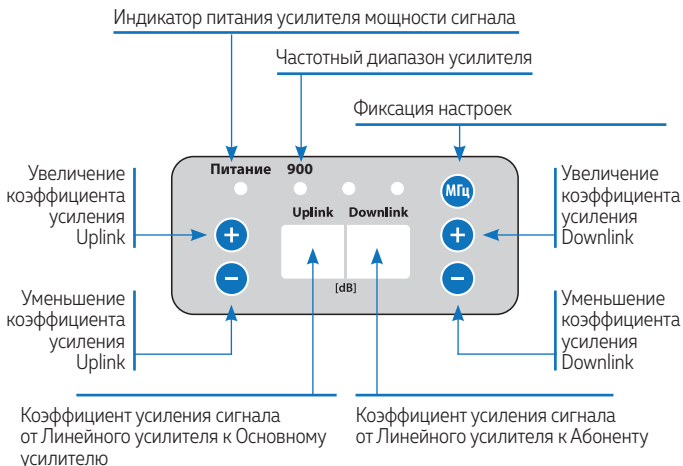 Индикатор питания усилителя мощности сигнала
Частотный диапазон усилителя
Фиксация настроек
Увеличение
коэффициента
усиления
Uplink
Питание 900
МГц
Uplink Downlink
+
+
−
−
[dB]
Увеличение
коэффициента
усиления
Downlink
Уменьшение
коэффициента
усиления
Uplink
Уменьшение
коэффициента
усиления
Downlink
Коэффициент усиления сигнала
от Линейного усилителя к Основному
усилителю
Коэффициент усиления сигнала
от Линейного усилителя к Абоненту